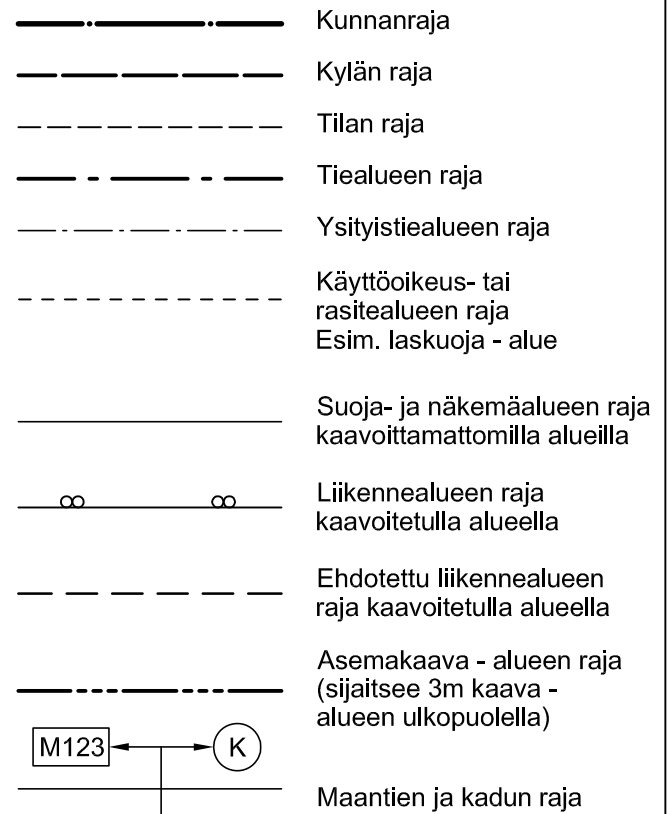 Kunnanraja
Kylän raja
Tilan raja
Tiealueen raja
Ysityistiealueen raja
Käyttöoikeus- tai
rasitealueen raja
Esim. laskuoja - alue
Suoja- ja näkemäalueen raja
kaavoittamattomilla alueilla
Liikennealueen raja
kaavoitetulla alueella
Ehdotettu liikennealueen
raja kaavoitetulla alueella
Asemakaava - alueen raja
(sijaitsee 3m kaava -
alueen ulkopuolella)
M123 K
Maantien ja kadun raja